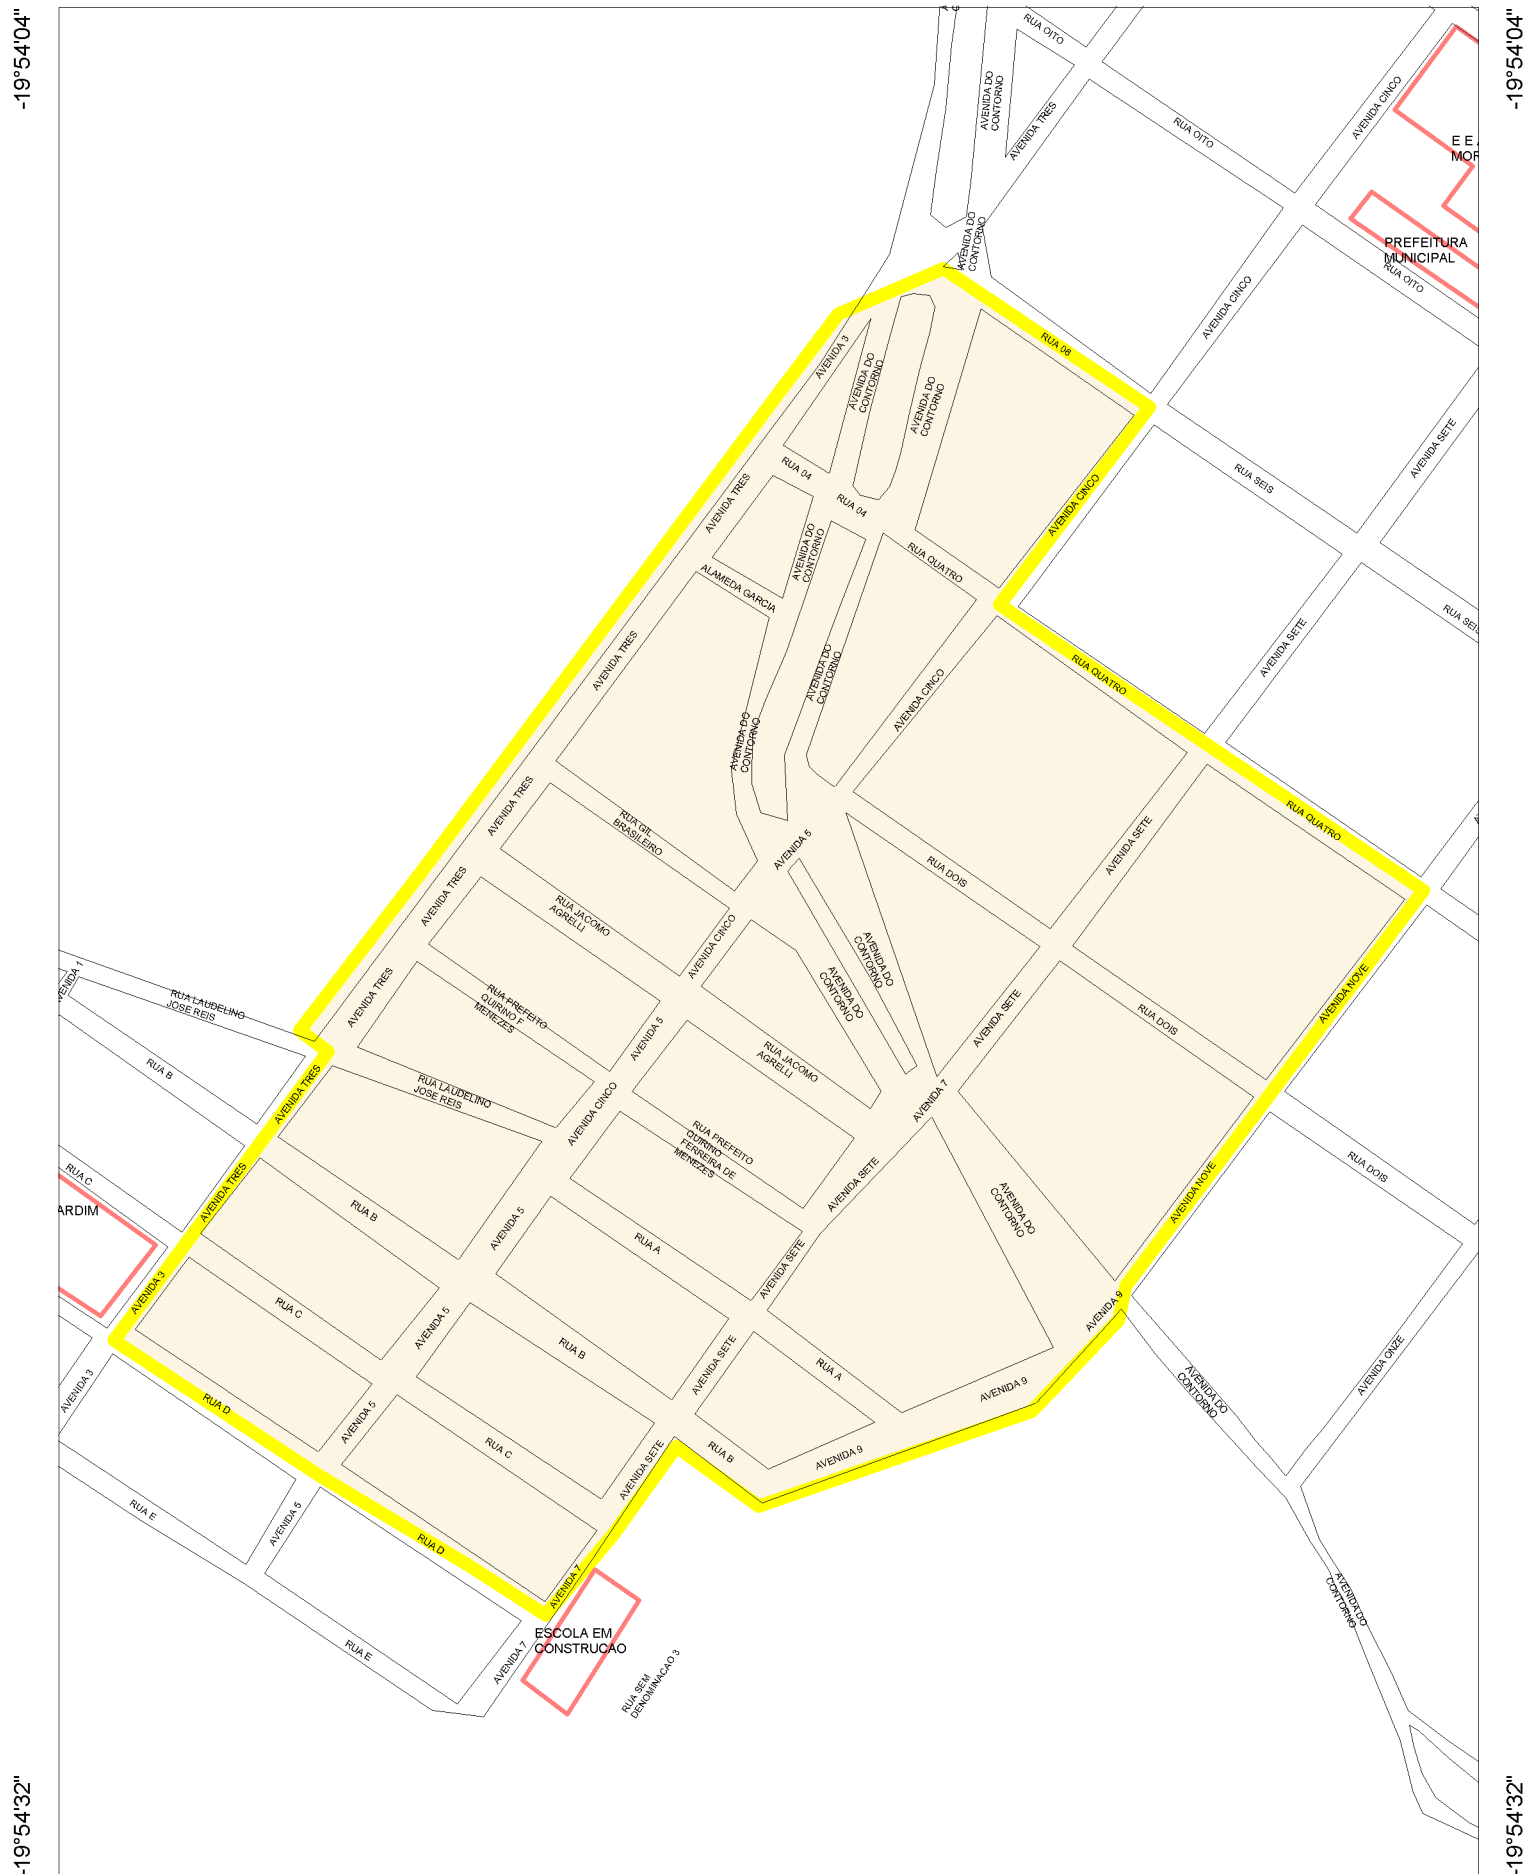 -19°54'04"
-19°54'04"
RUA OITO
AVENIDA DO
CONTORNO
AVENIDA TRES
RUA OITO
AVENIDA CINCO
E E
MOR
PREFEITURA
MUNICIPAL
RUA OITO
AVENIDA DO
CONTORNO
AVENIDA CINCO
RUA 06
AVENIDA 3
AVENIDA DO
CONTORNO
AVENIDA DO
CONTORNO
AVENIDA SETE
RUA SEIS
RUA 04
RUA 04
AVENIDA TRES
AVENIDA CINCO
AVENIDA DO
CONTORNO
RUA QUATRO
ALAMEDA GARCIA
RUA SEIS
AVENIDA SETE
AVENIDA TRES
AVENIDA DO
CONTORNO
AVENIDA CINCO
RUA QUATRO
AVENIDA DO
CONTORNO
AVENIDA TRES
RUA GIL
BRASILEIRO
AVENIDA 5
RUA QUATRO
AVENIDA SETE
RUA DOIS
AVENIDA TRES
RUA JACOMO
AGRELLI
AVENIDA CINCO
AVENIDA DO
CONTORNO
AVENIDA DO
CONTORNO
AVENIDA NOVE
VENIDA 1
RUA LAUDELINO
JOSE REIS
AVENIDA TRES
RUA PREFEITO
QUIRINO F
MENEZES
AVENIDA 5
AVENIDA SETE
RUA DOIS
RUA B
RUA JACOMO
AGRELLI
AVENIDA TRES
RUA LAUDELINO
JOSE REIS
AVENIDA CINCO
AVENIDA 7
RUA PREFEITO
QUIRINO
FERREIRA DE
MENEZES
RUA C
ARDIM
AVENIDA TRES
RUA B
AVENIDA 5
RUA A
AVENIDA SETE
AVENIDA DO
CONTORNO
AVENIDA NOVE
RUA DOIS
AVENIDA SETE
AVENIDA 3
RUA C
AVENIDA 5
RUA B
AVENIDA 9
AVENIDA SETE
RUA A
AVENIDA 9
AVENIDA DO
CONTORNO
AVENIDA ONZE
AVENIDA 3
RUA D
AVENIDA 5
RUA C
AVENIDA SETE
RUA B
AVENIDA 9
RUA E
AVENIDA 5
RUA D
AVENIDA 7
AVENIDA DO
CONTORNO
ESCOLA EM
CONSTRUCAO
RUA E
AVENIDA 7
RUA SEM
DENOMINACAO 3
-19°54'32"
-19°54'32"